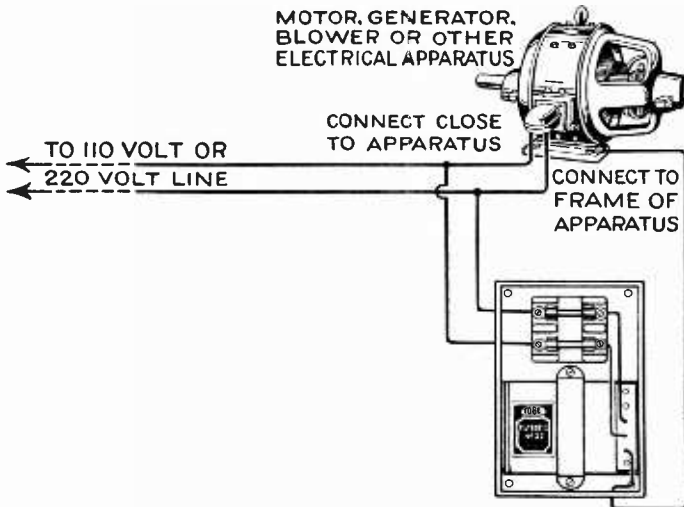 MOTOR, GENERATOR,
BLOWER OR OTHER
ELECTRICAL APPARATUS
CONNECT CLOSE
TO APPARATUS
TO 110 VOLT OR
220 VOLT LINE
CONNECT TO
FRAME OF
APPARATUS
TOBE